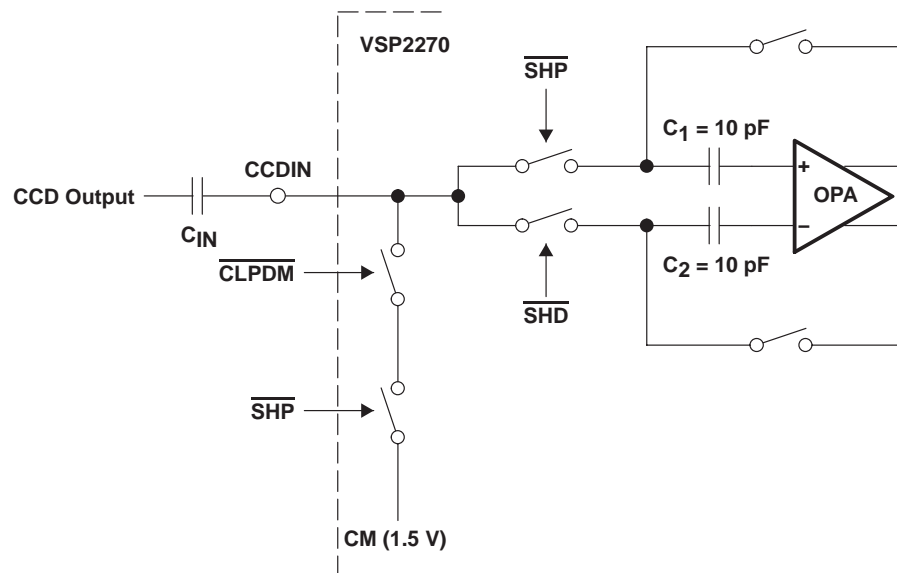 VSP2270
SHP
C1 = 10 pF
CCDIN
CCD Output
CIN
OPA
+
−
C2 = 10 pF
CLPDM
SHD
SHP
CM (1.5 V)